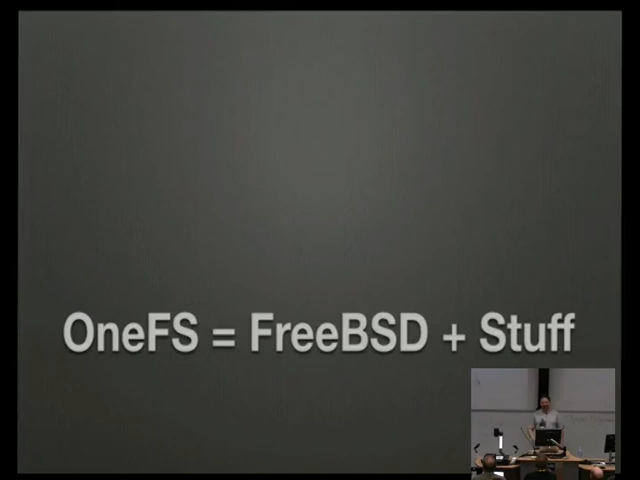 OneFS = FreeBSD + Stuff